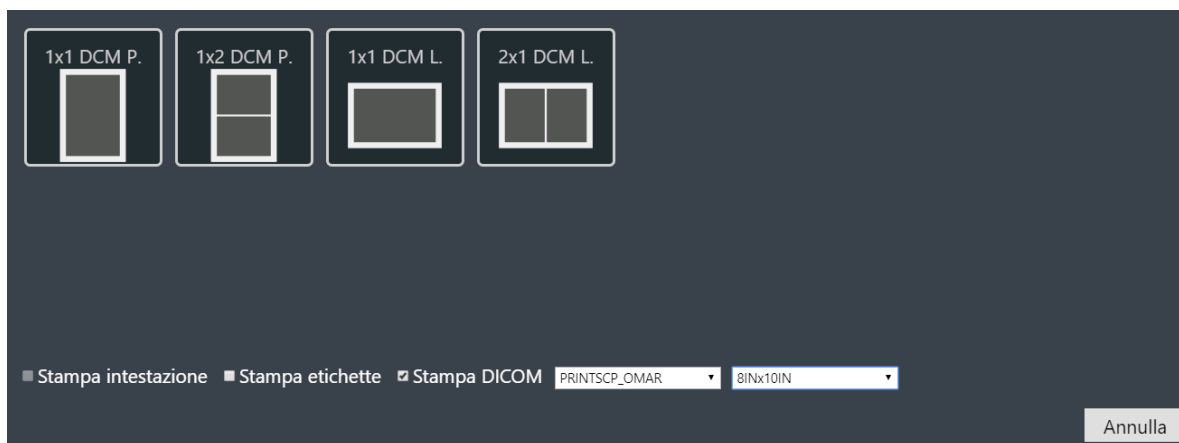 1x1 DCM P.
1x2 DCM P.
1x1 DCM L.
2x1 DCM L.
Stampa intestazione
Stampa etichette
Stampa DICOM
PRINTSCP_OMAR
8INx10IN
Annulla